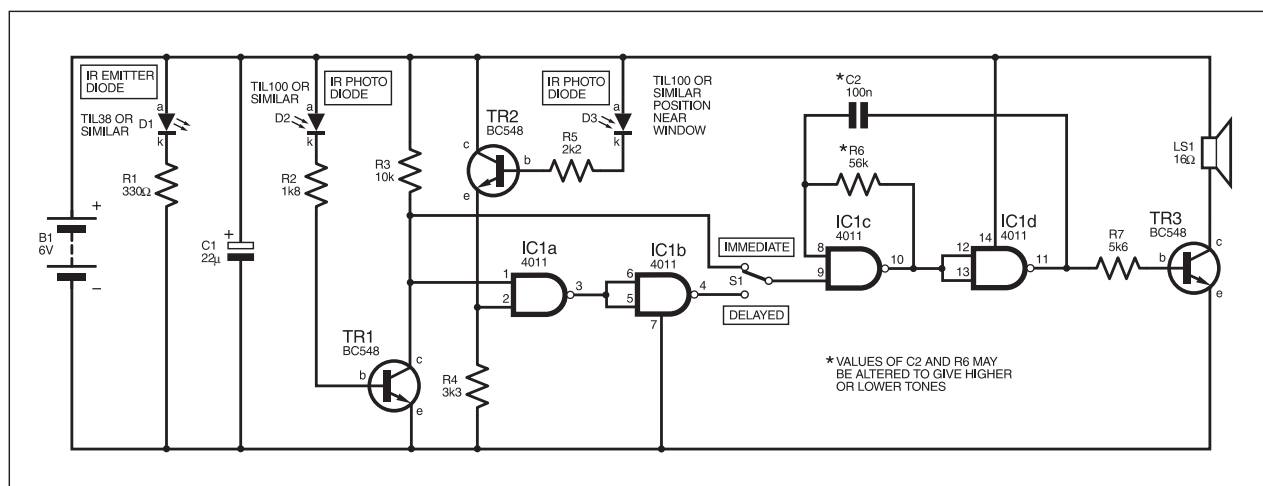 IR EMITTER
DIODE
TIL38 OR
SIMILAR
a
D1
k
R1
330Ω
+
B1
6V
−
+
C1
22µ
TIL100 OR
SIMILAR
IR PHOTO
DIODE
a
D2
k
R2
1k8
R3
10k
TR1
BC548
b
c
e
TR2
BC548
c
b
e
R4
3k3
R5
2k2
IR PHOTO
DIODE
a
D3
k
TIL100 OR
SIMILAR
POSITION
NEAR
WINDOW
IC1a
4011
1
2
3
IC1b
4011
6
5
4
7
IMMEDIATE
S1
DELAYED
*C2
100n
*R6
56k
IC1c
4011
8
9
10
IC1d
4011
14
12
13
11
R7
5k6
LS1
16Ω
TR3
BC548
c
b
e
* VALUES OF C2 AND R6 MAY
BE ALTERED TO GIVE HIGHER
OR LOWER TONES